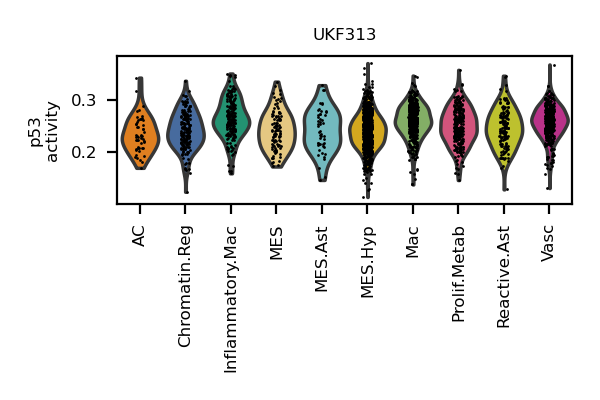 UKF313
p53
activity
0.3
0.2
AC
Chromatin.Reg
Inflammatory.Mac
MES
MES.Ast
MES.Hyp
Mac
Prolif.Metab
Reactive.Ast
Vasc